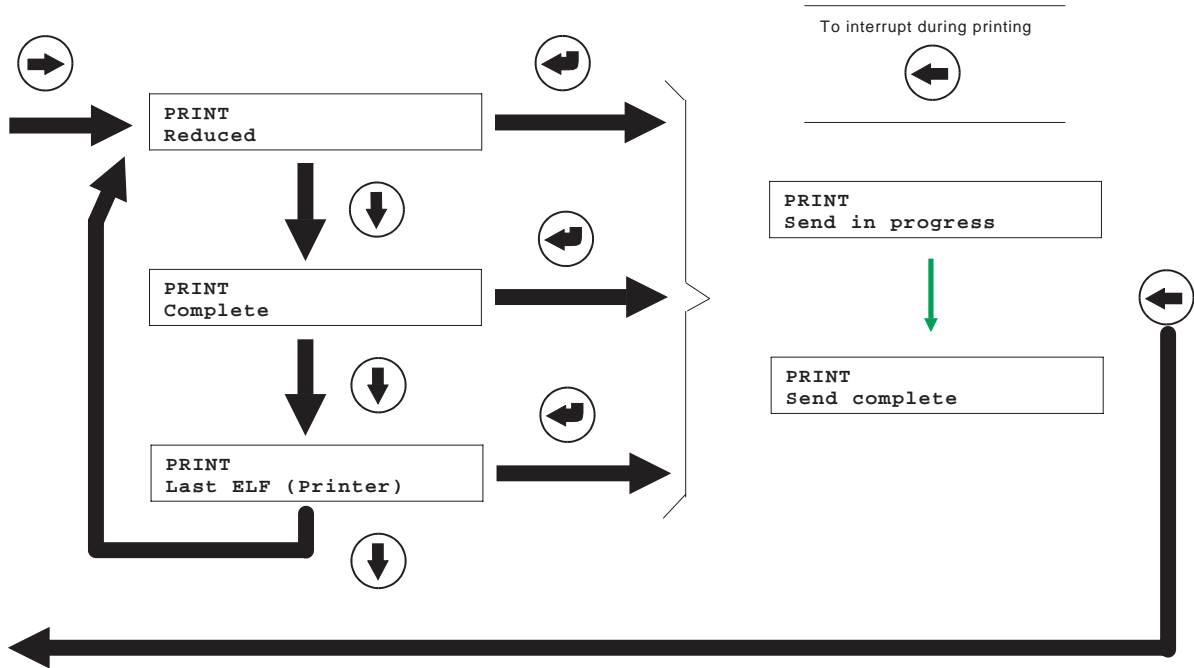 To interrupt during printing
PRINT
Reduced
PRINT
Send in progress
PRINT
Complete
PRINT
Send complete
PRINT
Last ELF (Printer)